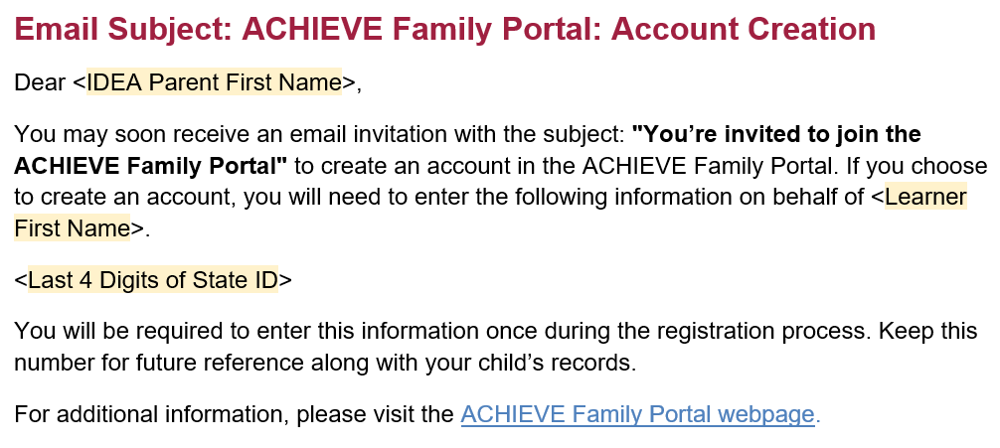 Email Subject: ACHIEVE Family Portal: Account Creation
Dear <IDEA Parent First Name>,
You may soon receive an email invitation with the subject: "You’re invited to join the
ACHIEVE Family Portal" to create an account in the ACHIEVE Family Portal. If you choose
to create an account, you will need to enter the following information on behalf of <Learner
First Name>.
<Last 4 Digits of State ID>
You will be required to enter this information once during the registration process. Keep this
number for future reference along with your child’s records.
For additional information, please visit the ACHIEVE Family Portal webpage.